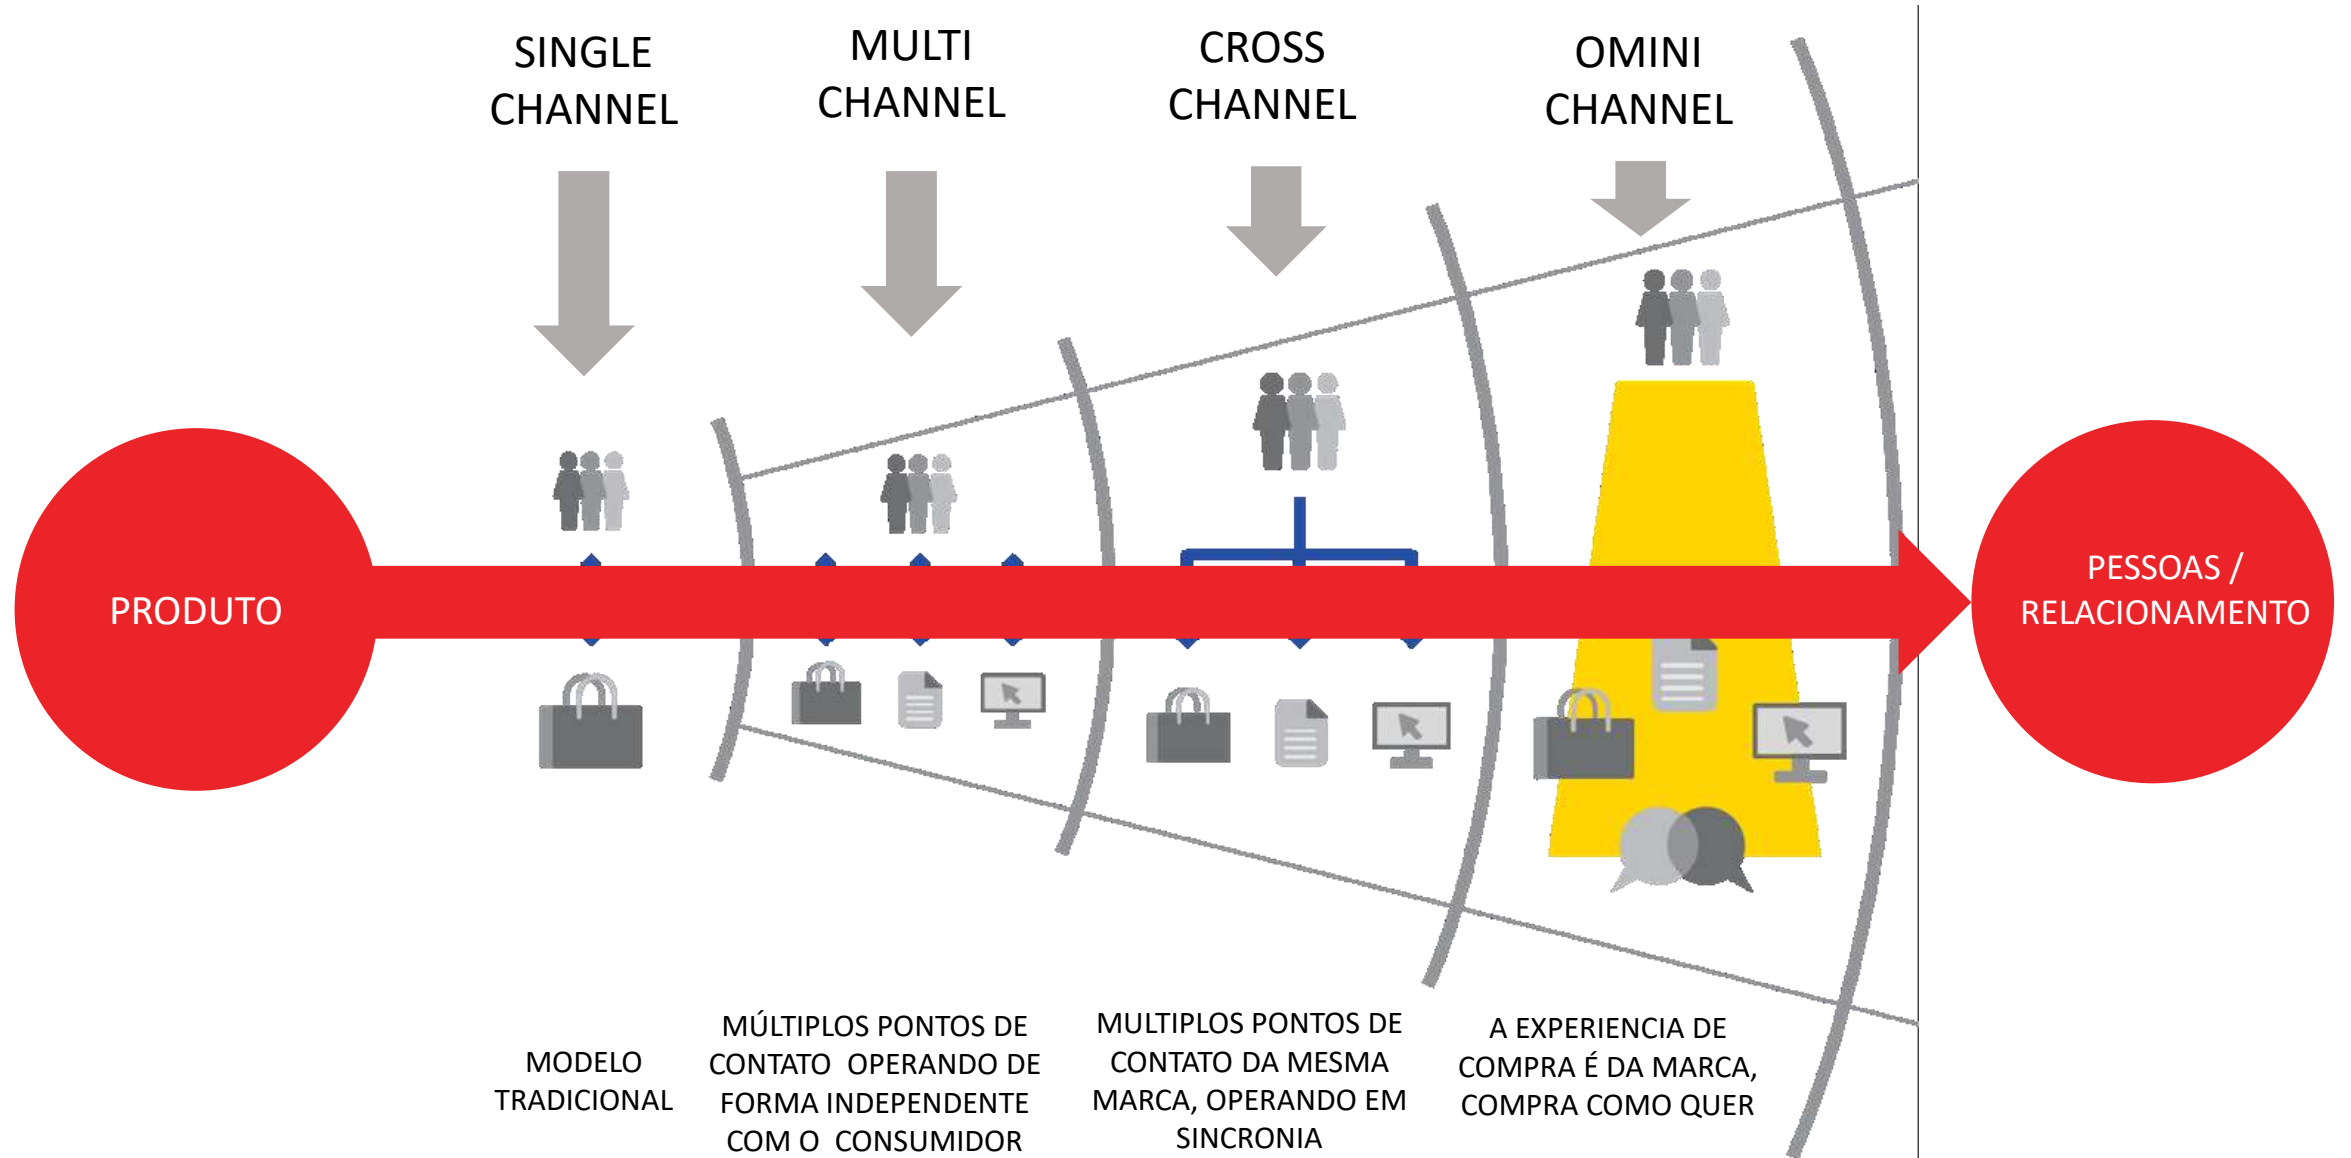 SINGLE
CHANNEL
MULTI
CHANNEL
CROSS
CHANNEL
OMINI
CHANNEL
PRODUTO
PESSOAS /
RELACIONAMENTO
MODELO
TRADICIONAL
MÚLTIPLOS PONTOS DE
CONTATO OPERANDO DE
FORMA INDEPENDENTE
COM O CONSUMIDOR
MULTIPLOS PONTOS DE
CONTATO DA MESMA
MARCA, OPERANDO EM
SINCRONIA
A EXPERIENCIA DE
COMPRA É DA MARCA,
COMPRA COMO QUER